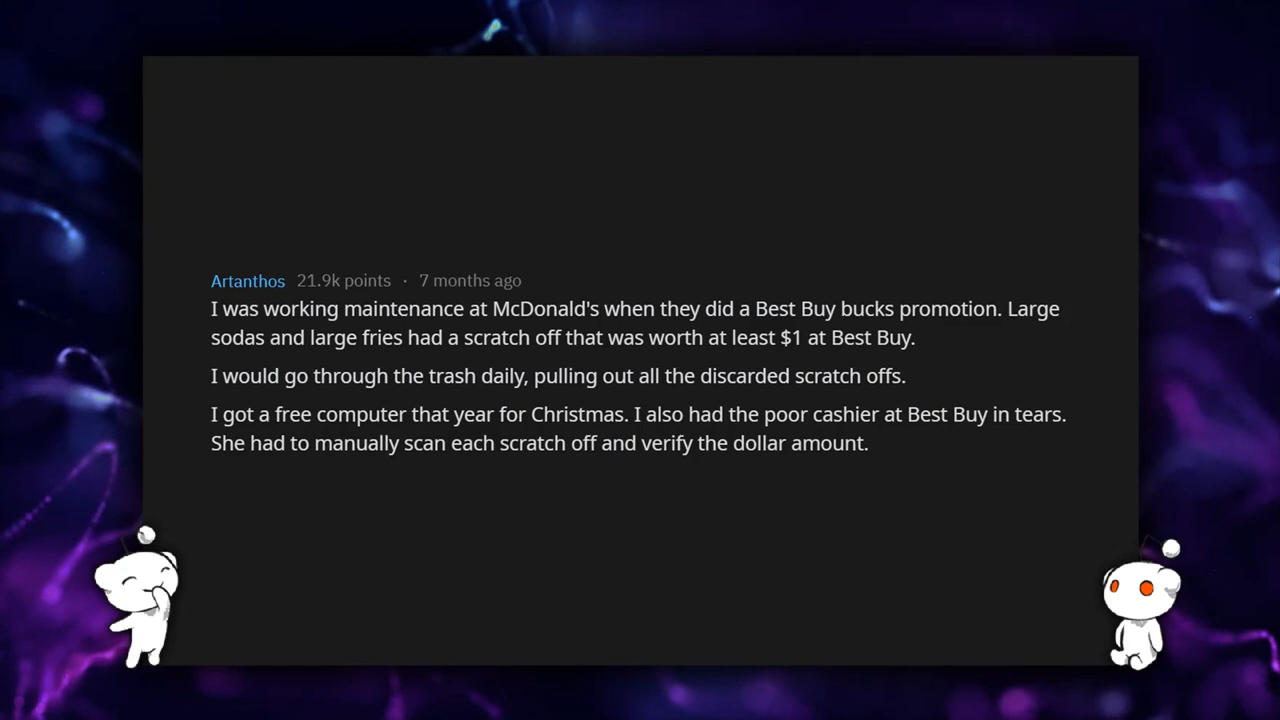 Artanthos 21.9k points · 7 months ago
I was working maintenance at McDonald's when they did a Best Buy bucks promotion. Large
sodas and large fries had a scratch off that was worth at least $1 at Best Buy.
I would go through the trash daily, pulling out all the discarded scratch offs.
I got a free computer that year for Christmas. I also had the poor cashier at Best Buy in tears.
She had to manually scan each scratch off and verify the dollar amount.